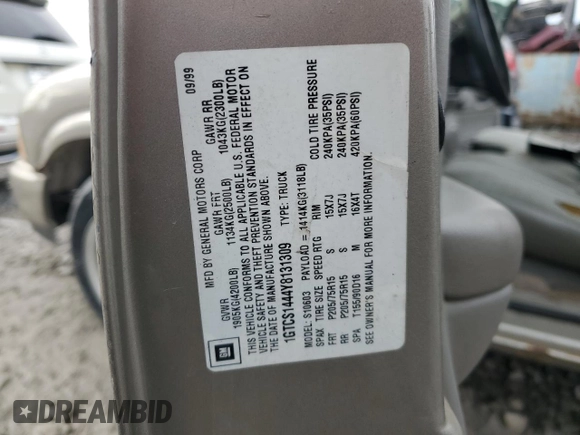 MFD BY GENERAL MOTORS CORP 09/99
GVWR GAWR FRT GAWR RR
1905KG(4200LB) 1134KG(2500LB) 1043KG(2300LB)
THIS VEHICLE CONFORMS TO ALL APPLICABLE U.S. FEDERAL MOTOR
VEHICLE SAFETY AND THEFT PREVENTION STANDARDS IN EFFECT ON
THE DATE OF MANUFACTURE SHOWN ABOVE.
1GTCS1444Y8131309 TYPE: TRUCK
MODEL: S10603 PAYLOAD = 1414KG(3118LB)
SPAX TIRE SIZE SPEED RTG RIM COLD TIRE PRESSURE
FRT P205/75R15 S 15X7J 240KPA(35PSI)
RR P205/75R15 S 15X7J 240KPA(35PSI)
SPA T155/90D16 M 16X4T 420KPA(60PSI)
SEE OWNER'S MANUAL FOR MORE INFORMATION.
GM
DREAMBID